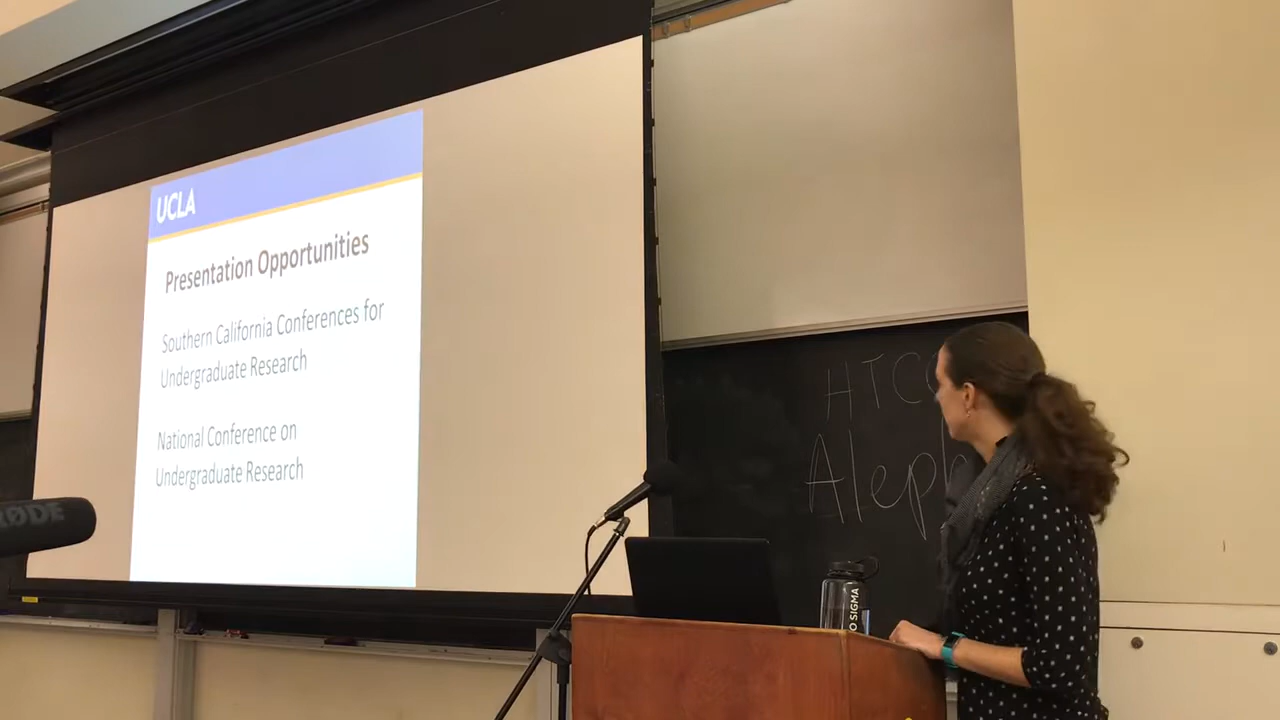 UCLA
Presentation Opportunities
Southern California Conferences for
Undergraduate Research
National Conference on
Undergraduate Research
RØDE
HTC
Aleph
O SIGMA